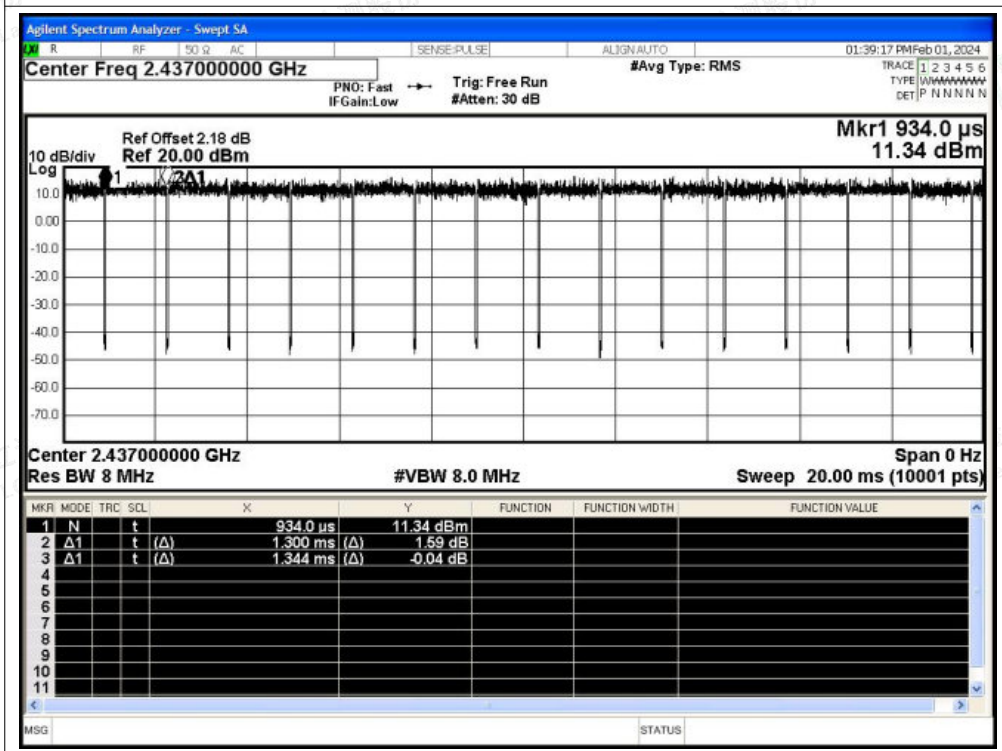 Agilent Spectrum Analyzer - Swept SA
LXI R RF 50 Ω AC SENSE:PULSE ALIGN AUTO 01:39:17 PM Feb 01, 2024
Center Freq 2.437000000 GHz #Avg Type: RMS TRACE 1 2 3 4 5 6
PNO: Fast Trig: Free Run TYPE WWWWWW
IFGain:Low #Atten: 30 dB DET P N N N N N
Mkr1 934.0 µs
11.34 dBm
Ref Offset 2.18 dB
10 dB/div Ref 20.00 dBm
Log
1 3Δ1
10.0
0.00
-10.0
-20.0
-30.0
-40.0
-50.0
-60.0
-70.0
Center 2.437000000 GHz Span 0 Hz
Res BW 8 MHz #VBW 8.0 MHz Sweep 20.00 ms (10001 pts)
MKR MODE TRC SCL X Y FUNCTION FUNCTION WIDTH FUNCTION VALUE
1 N t 934.0 µs 11.34 dBm
2 Δ1 t (Δ) 1.300 ms (Δ) 1.59 dB
3 Δ1 t (Δ) 1.344 ms (Δ) -0.04 dB
4
5
6
7
8
9
10
11
MSG STATUS